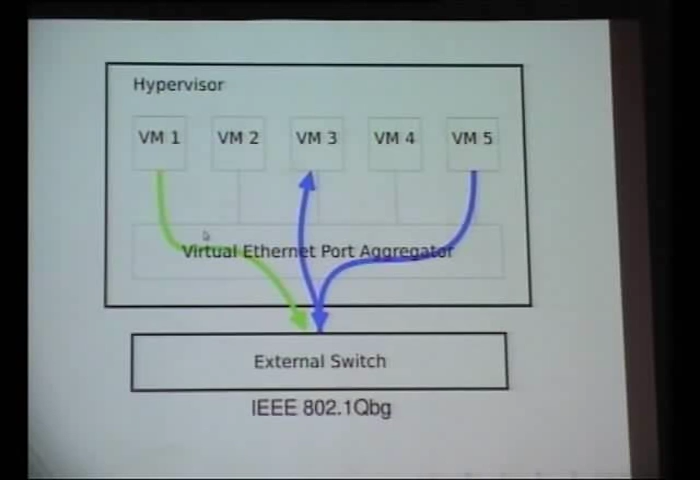 Hypervisor
VM 1 VM 2 VM 3 VM 4 VM 5
Virtual Ethernet Port Aggregator
External Switch
IEEE 802.1Qbg